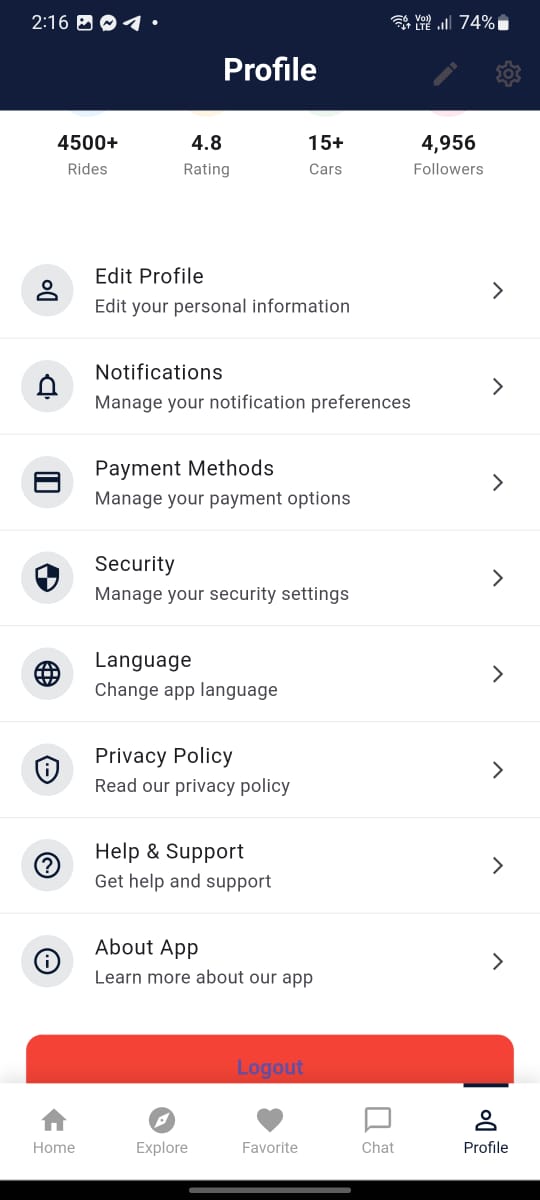 2:16
Vo)) LTE 74%
Profile
4500+ 4.8 15+ 4,956
Rides Rating Cars Followers
Edit Profile
Edit your personal information
Notifications
Manage your notification preferences
Payment Methods
Manage your payment options
Security
Manage your security settings
Language
Change app language
Privacy Policy
Read our privacy policy
Help & Support
Get help and support
About App
Learn more about our app
Logout
Home Explore Favorite Chat Profile